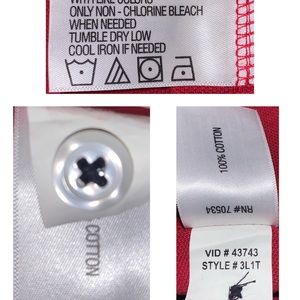 WITH LIKE COLORS
ONLY NON - CHLORINE BLEACH
WHEN NEEDED
TUMBLE DRY LOW
COOL IRON IF NEEDED
COTTON
100% COTTON
RN# 70534
VID # 43743
STYLE # 3L1T